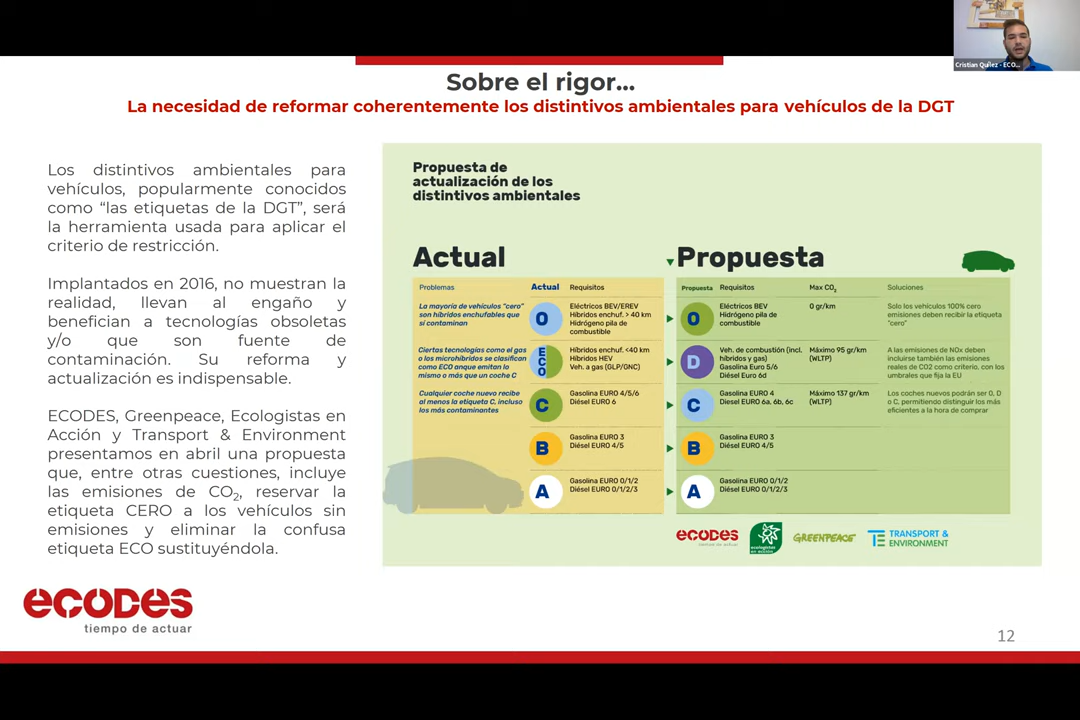 Cristian Quílez - ECO...
Sobre el rigor...
La necesidad de reformar coherentemente los distintivos ambientales para vehículos de la DGT
Los distintivos ambientales para
vehículos, popularmente conocidos
como “las etiquetas de la DGT”, será
la herramienta usada para aplicar el
criterio de restricción.
Implantados en 2016, no muestran la
realidad, llevan al engaño y
benefician a tecnologías obsoletas
y/o que son fuente de
contaminación. Su reforma y
actualización es indispensable.
ECODES, Greenpeace, Ecologistas en
Acción y Transport & Environment
presentamos en abril una propuesta
que, entre otras cuestiones, incluye
las emisiones de CO₂, reservar la
etiqueta CERO a los vehículos sin
emisiones y eliminar la confusa
etiqueta ECO sustituyéndola.
Propuesta de
actualización de los
distintivos ambientales
Actual
Problemas
Actual
Requisitos
La mayoría de vehículos "cero"
son híbridos enchufables que
sí contaminan
0
Eléctricos BEV/EREV
Híbridos enchuf. > 40 km
Hidrógeno pila de
combustible
Ciertas tecnologías como el gas
o los microhíbridos se clasifican
como ECO anque emitan lo
mismo o más que un coche C
ECO
Híbridos enchuf. <40 km
Híbridos HEV
Veh. a gas (GLP/GNC)
Cualquier coche nuevo recibe
al menos la etiqueta C, incluso
los más contaminantes
C
Gasolina EURO 4/5/6
Diésel EURO 6
B
Gasolina EURO 3
Diésel EURO 4/5
A
Gasolina EURO 0/1/2
Diésel EURO 0/1/2/3
Propuesta
Propuesta
Requisitos
Max CO₂
Soluciones
0
Eléctricos BEV
Hidrógeno pila de
combustible
0 gr/km
Solo los vehículos 100% cero
emisiones deben recibir la etiqueta
"cero"
D
Veh. de combustión (incl.
híbridos y gas)
Gasolina Euro 5/6
Diésel Euro 6d
Máximo 95 gr/km
(WLTP)
A las emisiones de NOx deben
incluirse también las emisiones
reales de CO2 como criterio, con los
umbrales que fija la EU
C
Gasolina EURO 4
Diésel EURO 6a, 6b, 6c
Máximo 137 gr/km
(WLTP)
Los coches nuevos podrán ser 0, D
o C, permitiendo distinguir los más
eficientes a la hora de comprar
B
Gasolina EURO 3
Diésel EURO 4/5
A
Gasolina EURO 0/1/2
Diésel EURO 0/1/2/3
ecodes
tiempo de actuar
ecologistas
en acción
GREENPEACE
TE
TRANSPORT &
ENVIRONMENT
ecodes
tiempo de actuar
12